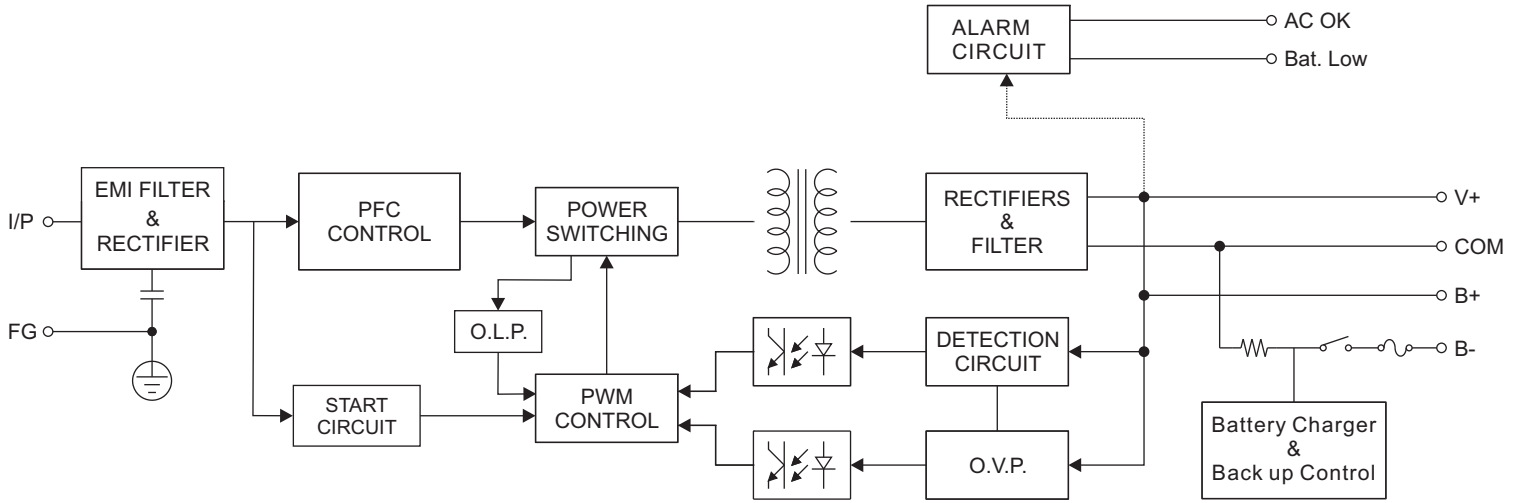 ALARM
CIRCUIT
AC OK
Bat. Low
I/P
EMI FILTER
&
RECTIFIER
PFC
CONTROL
POWER
SWITCHING
RECTIFIERS
&
FILTER
V+
COM
B+
B-
FG
O.L.P.
START
CIRCUIT
PWM
CONTROL
DETECTION
CIRCUIT
O.V.P.
Battery Charger
&
Back up Control